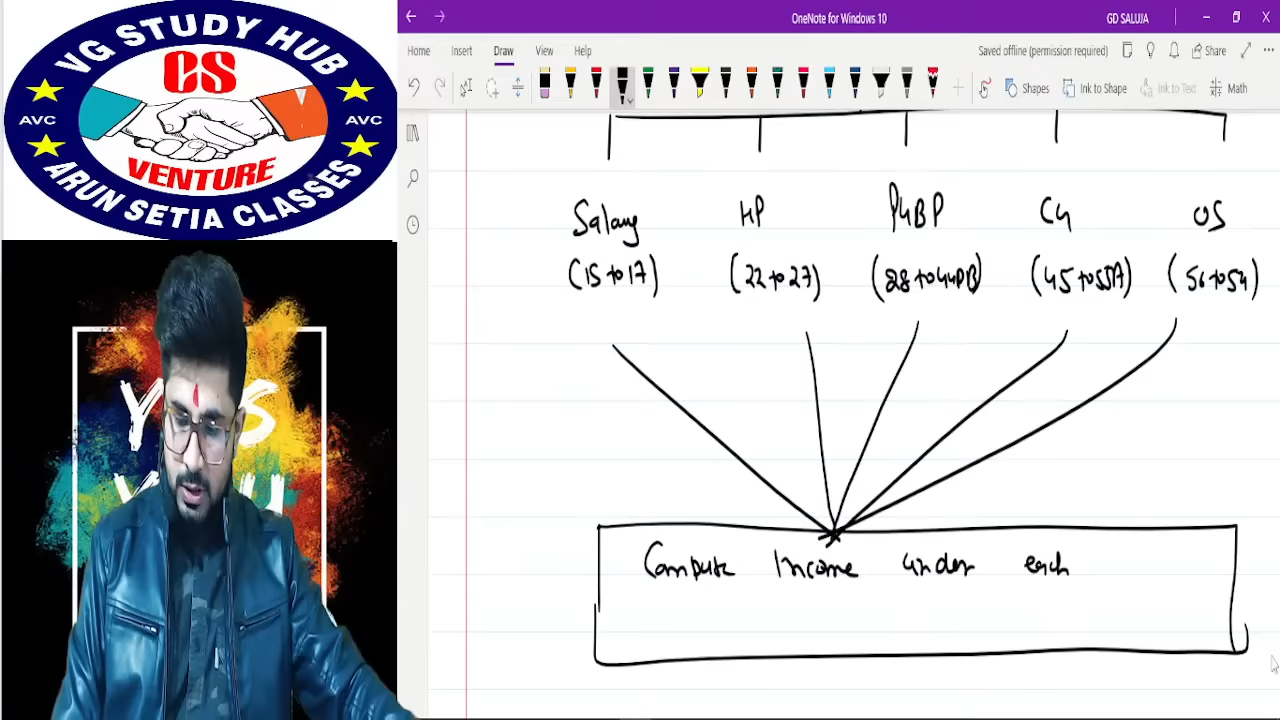 VG STUDY HUB
CS
AVC
AVC
VENTURE
ARUN SETIA CLASSES
OneNote for Windows 10
GD SALUJA
Home Insert Draw View Help
Saved offline (permission required)
Share
Shapes
Ink to Shape
Ink to Text
Math
Salary HP PGBP CG OS
(15 to 17) (22 to 27) (28 to 44DB) (45 to 55A) (56 to 59)
Compute Income under each